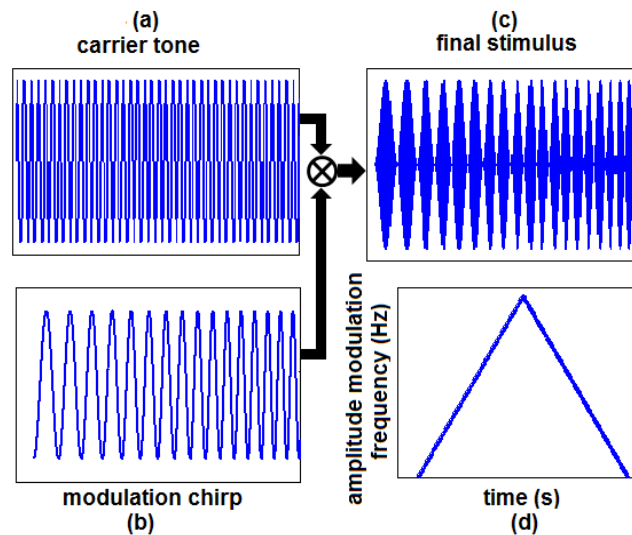 (a)
carrier tone
(c)
final stimulus
modulation chirp
(b)
amplitude modulation
frequency (Hz)
time (s)
(d)